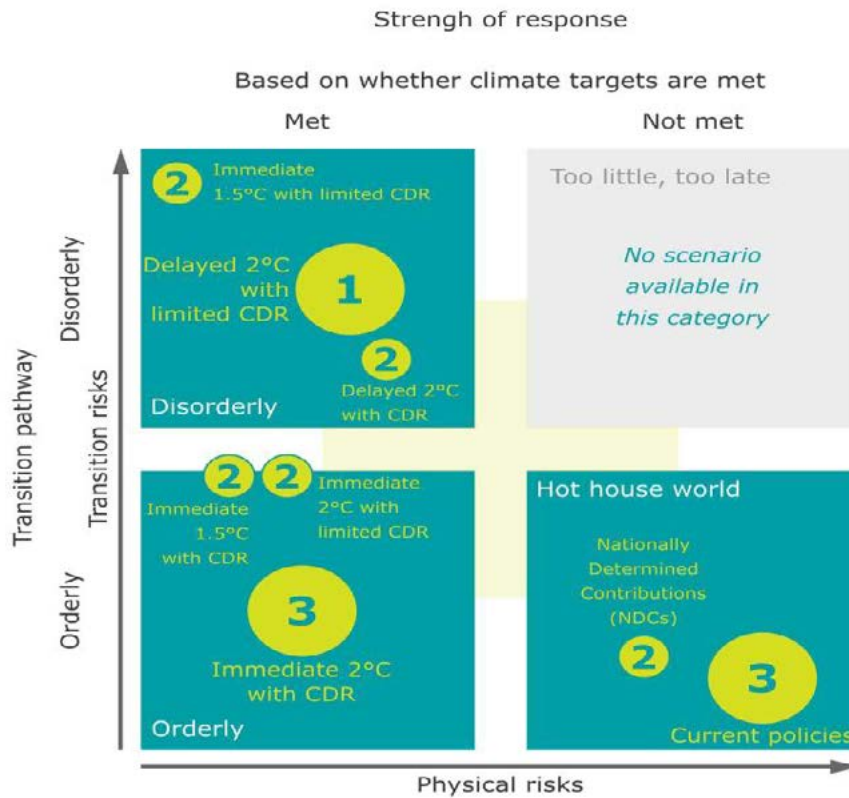 Strengh of response
Based on whether climate targets are met
Met
Not met
Transition pathway
Transition risks
Disorderly
Orderly
2
Immediate
1.5°C with limited CDR
Delayed 2°C
with
limited CDR
1
2
Delayed 2°C
with CDR
Disorderly
Too little, too late
No scenario
available in
this category
2
2
Immediate
1.5°C
with CDR
Immediate
2°C with
limited CDR
3
Immediate 2°C
with CDR
Orderly
Hot house world
Nationally
Determined
Contributions
(NDCs)
2
3
Current policies
Physical risks